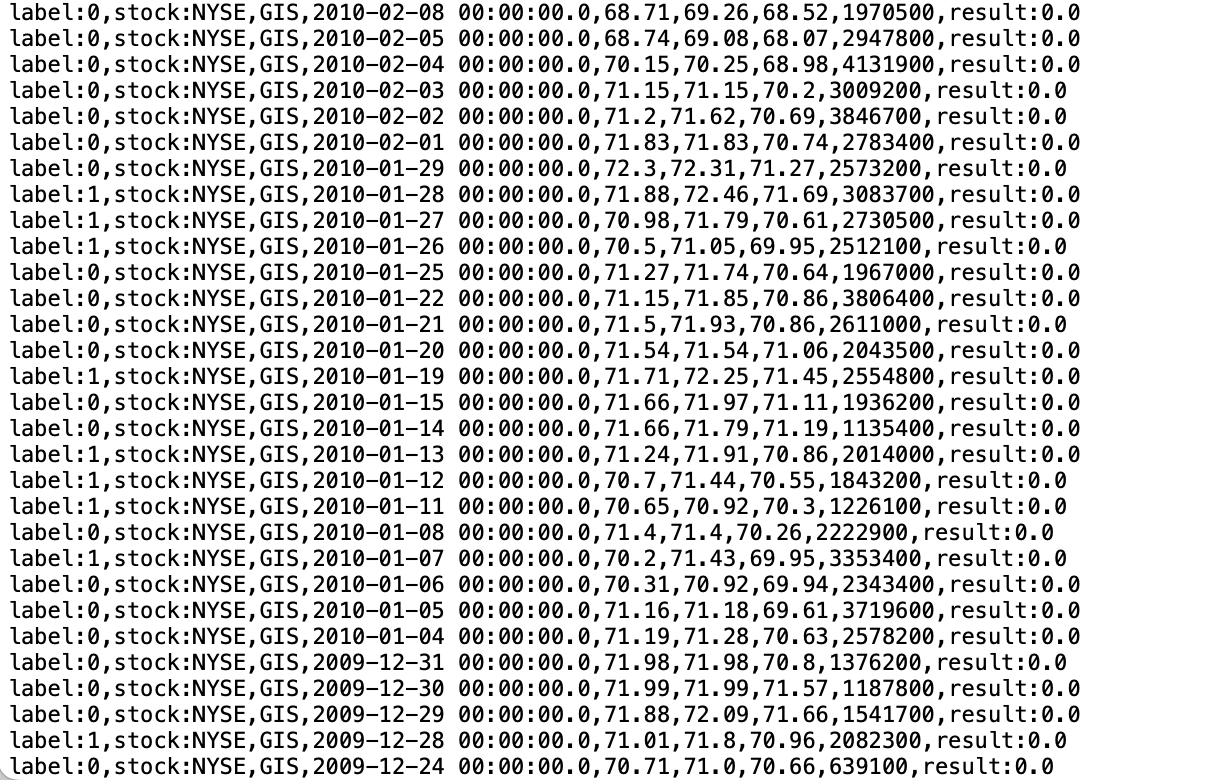 label:0,stock:NYSE,GIS,2010-02-08 00:00:00.0,68.71,69.26,68.52,1970500,result:0.0
label:0,stock:NYSE,GIS,2010-02-05 00:00:00.0,68.74,69.08,68.07,2947800,result:0.0
label:0,stock:NYSE,GIS,2010-02-04 00:00:00.0,70.15,70.25,68.98,4131900,result:0.0
label:0,stock:NYSE,GIS,2010-02-03 00:00:00.0,71.15,71.15,70.2,3009200,result:0.0
label:0,stock:NYSE,GIS,2010-02-02 00:00:00.0,71.2,71.62,70.69,3846700,result:0.0
label:0,stock:NYSE,GIS,2010-02-01 00:00:00.0,71.83,71.83,70.74,2783400,result:0.0
label:0,stock:NYSE,GIS,2010-01-29 00:00:00.0,72.3,72.31,71.27,2573200,result:0.0
label:1,stock:NYSE,GIS,2010-01-28 00:00:00.0,71.88,72.46,71.69,3083700,result:0.0
label:1,stock:NYSE,GIS,2010-01-27 00:00:00.0,70.98,71.79,70.61,2730500,result:0.0
label:1,stock:NYSE,GIS,2010-01-26 00:00:00.0,70.5,71.05,69.95,2512100,result:0.0
label:0,stock:NYSE,GIS,2010-01-25 00:00:00.0,71.27,71.74,70.64,1967000,result:0.0
label:0,stock:NYSE,GIS,2010-01-22 00:00:00.0,71.15,71.85,70.86,3806400,result:0.0
label:0,stock:NYSE,GIS,2010-01-21 00:00:00.0,71.5,71.93,70.86,2611000,result:0.0
label:0,stock:NYSE,GIS,2010-01-20 00:00:00.0,71.54,71.54,71.06,2043500,result:0.0
label:1,stock:NYSE,GIS,2010-01-19 00:00:00.0,71.71,72.25,71.45,2554800,result:0.0
label:0,stock:NYSE,GIS,2010-01-15 00:00:00.0,71.66,71.97,71.11,1936200,result:0.0
label:0,stock:NYSE,GIS,2010-01-14 00:00:00.0,71.66,71.79,71.19,1135400,result:0.0
label:1,stock:NYSE,GIS,2010-01-13 00:00:00.0,71.24,71.91,70.86,2014000,result:0.0
label:1,stock:NYSE,GIS,2010-01-12 00:00:00.0,70.7,71.44,70.55,1843200,result:0.0
label:1,stock:NYSE,GIS,2010-01-11 00:00:00.0,70.65,70.92,70.3,1226100,result:0.0
label:0,stock:NYSE,GIS,2010-01-08 00:00:00.0,71.4,71.4,70.26,2222900,result:0.0
label:1,stock:NYSE,GIS,2010-01-07 00:00:00.0,70.2,71.43,69.95,3353400,result:0.0
label:0,stock:NYSE,GIS,2010-01-06 00:00:00.0,70.31,70.92,69.94,2343400,result:0.0
label:0,stock:NYSE,GIS,2010-01-05 00:00:00.0,71.16,71.18,69.61,3719600,result:0.0
label:0,stock:NYSE,GIS,2010-01-04 00:00:00.0,71.19,71.28,70.63,2578200,result:0.0
label:0,stock:NYSE,GIS,2009-12-31 00:00:00.0,71.98,71.98,70.8,1376200,result:0.0
label:0,stock:NYSE,GIS,2009-12-30 00:00:00.0,71.99,71.99,71.57,1187800,result:0.0
label:0,stock:NYSE,GIS,2009-12-29 00:00:00.0,71.88,72.09,71.66,1541700,result:0.0
label:1,stock:NYSE,GIS,2009-12-28 00:00:00.0,71.01,71.8,70.96,2082300,result:0.0
label:0,stock:NYSE,GIS,2009-12-24 00:00:00.0,70.71,71.0,70.66,639100,result:0.0